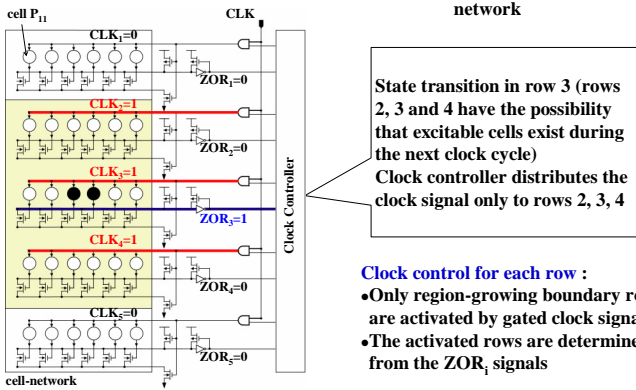 cell P11
CLK
network
CLK1=0
ZOR1=0
CLK2=1
ZOR2=0
CLK3=1
ZOR3=1
CLK4=1
ZOR4=0
CLK5=0
ZOR5=0
cell-network
Clock Controller
State transition in row 3 (rows
2, 3 and 4 have the possibility
that excitable cells exist during
the next clock cycle)
Clock controller distributes the
clock signal only to rows 2, 3, 4
Clock control for each row :
•Only region-growing boundary ro
are activated by gated clock signa
•The activated rows are determine
from the ZORi signals